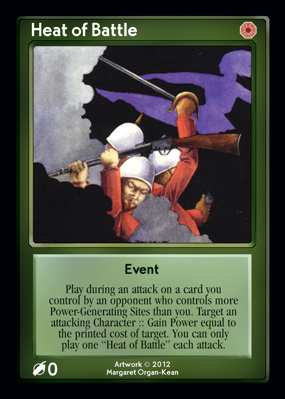 Heat of Battle
Event
Play during an attack on a card you
control by an opponent who controls more
Power-Generating Sites than you. Target an
attacking Character :: Gain Power equal to
the printed cost of target. You can only
play one “Heat of Battle” each attack.
0
Artwork © 2012
Margaret Organ-Kean